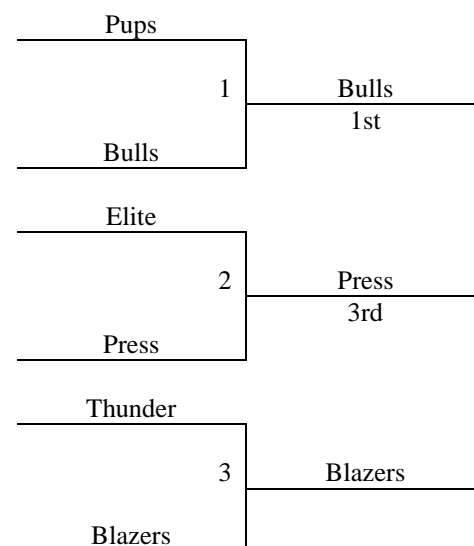 Pups
1
Bulls
1st
Bulls
Elite
2
Press
3rd
Press
Thunder
3
Blazers
Blazers